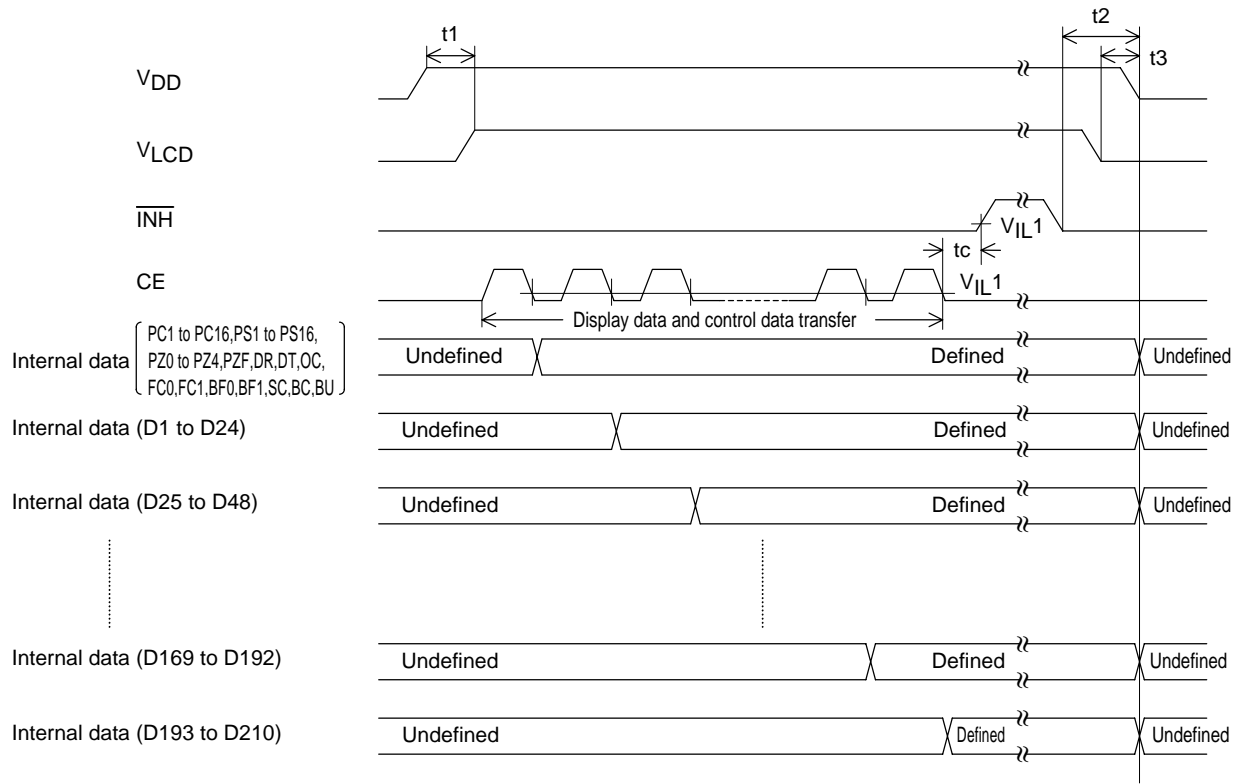 t1
t2
t3
VDD
VLCD
INH
VIL1
tc
CE
VIL1
Display data and control data transfer
Internal data
PC1 to PC16,PS1 to PS16,
PZ0 to PZ4,PZF,DR,DT,OC,
FC0,FC1,BF0,BF1,SC,BC,BU
Undefined Defined Undefined
Internal data (D1 to D24) Undefined Defined Undefined
Internal data (D25 to D48) Undefined Defined Undefined
Internal data (D169 to D192) Undefined Defined Undefined
Internal data (D193 to D210) Undefined Defined Undefined